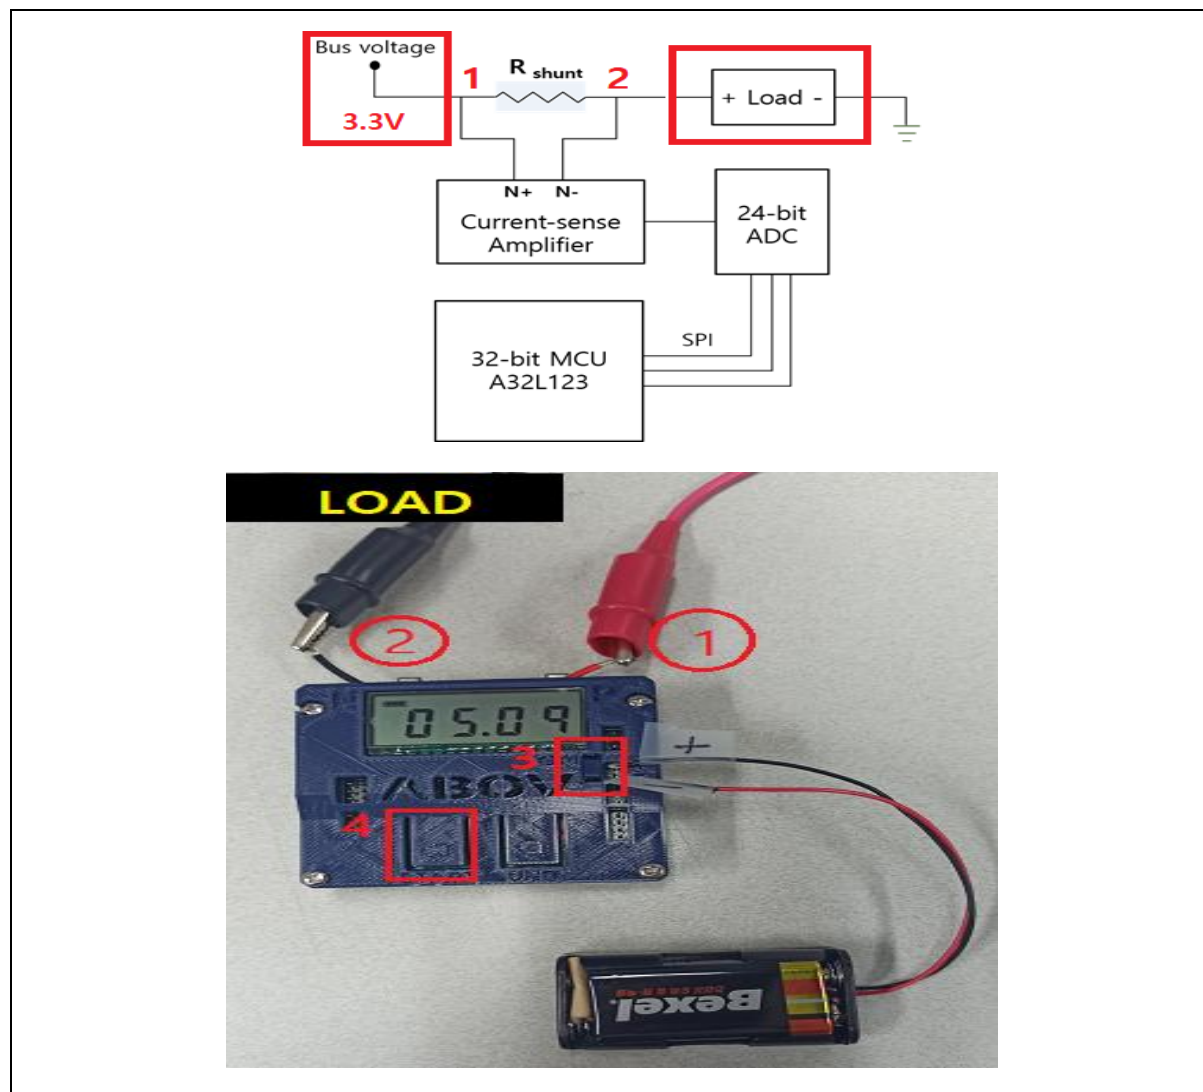 Bus voltage
3.3V
1
R shunt
2
+ Load -
N+ N-
Current-sense
Amplifier
24-bit
ADC
32-bit MCU
A32L123
SPI
LOAD
2
1
05.09
3
+
ABOV
4
GND
Bexel